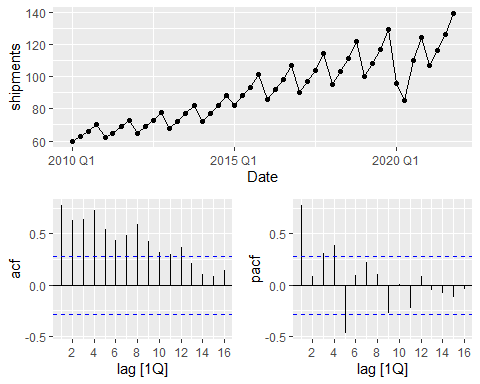 140
120
100
80
60
shipments
2010 Q1 2015 Q1 2020 Q1
Date
0.5
0.0
-0.5
acf
2 4 6 8 10 12 14 16
lag [1Q]
0.5
0.0
-0.5
pacf
2 4 6 8 10 12 14 16
lag [1Q]